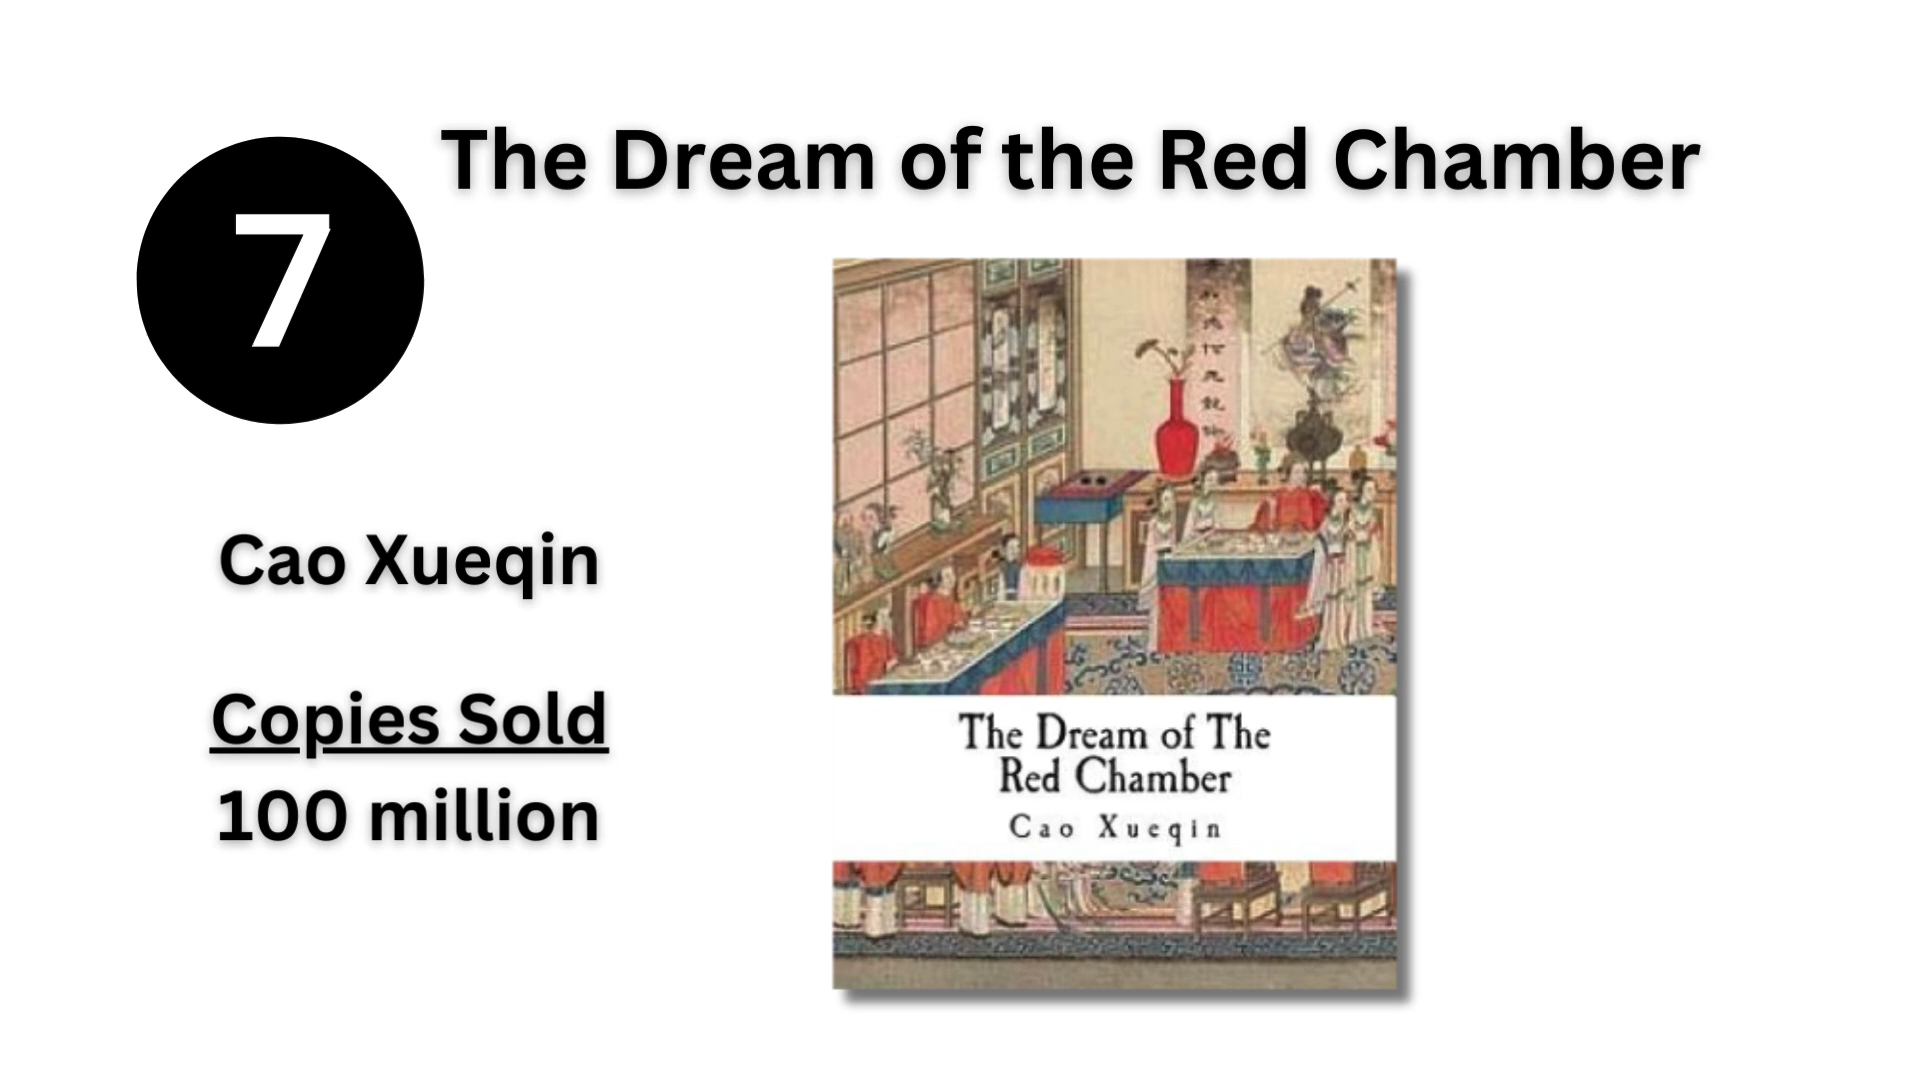 7
The Dream of the Red Chamber
Cao Xueqin
Copies Sold
100 million
The Dream of The
Red Chamber
Cao Xueqin